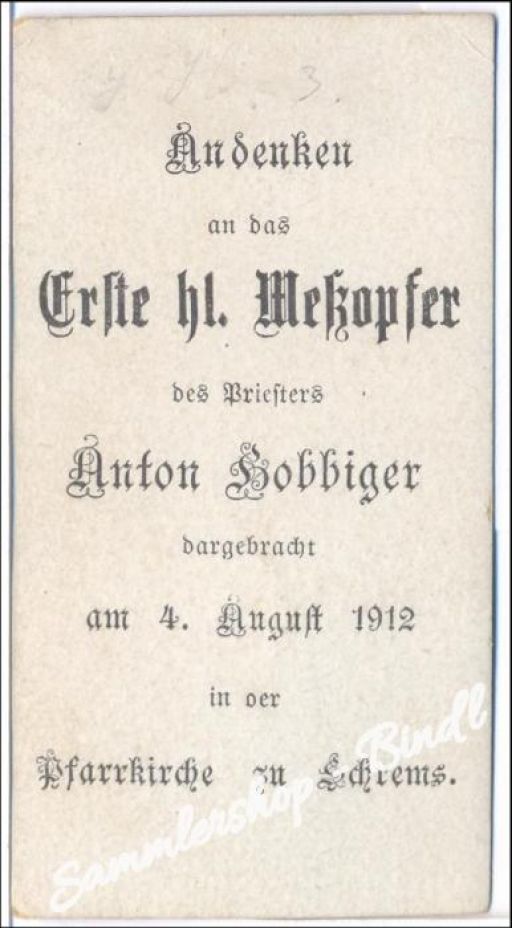 Andenken
an das
Erste hl. Meßopfer
des Priesters
Anton Hobbiger
dargebracht
am 4. August 1912
in der
Pfarrkirche zu Schrems.
Sammlershop Bindl